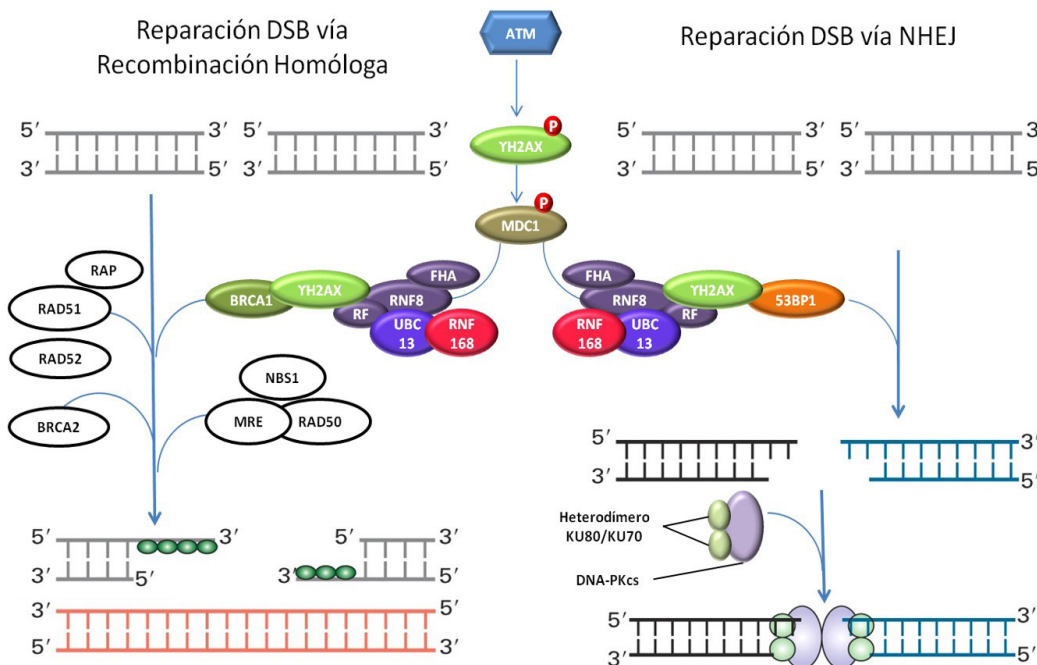 Reparación DSB vía
Recombinación Homóloga
ATM
Reparación DSB vía NHEJ
5′ 3′ 3′ 5′
3′ 5′ 5′ 3′
P
YH2AX
5′ 3′ 3′
3′ 5′ 5′
P
MDC1
RAP
RAD51
RAD52
BRCA2
BRCA1
YH2AX
FHA
RNF8
RF
UBC
13
RNF
168
NBS1
MRE
RAD50
FHA
RNF8
YH2AX
53BP1
RF
RNF
168
UBC
13
5′ 3′
3′ 5′
5′ 3′
3′ 5′
3′ 5′
5′ 3′
5′ 3′
3′ 5′
Heterodímero
KU80/KU70
DNA-PKcs
5′ 3′
3′ 5′